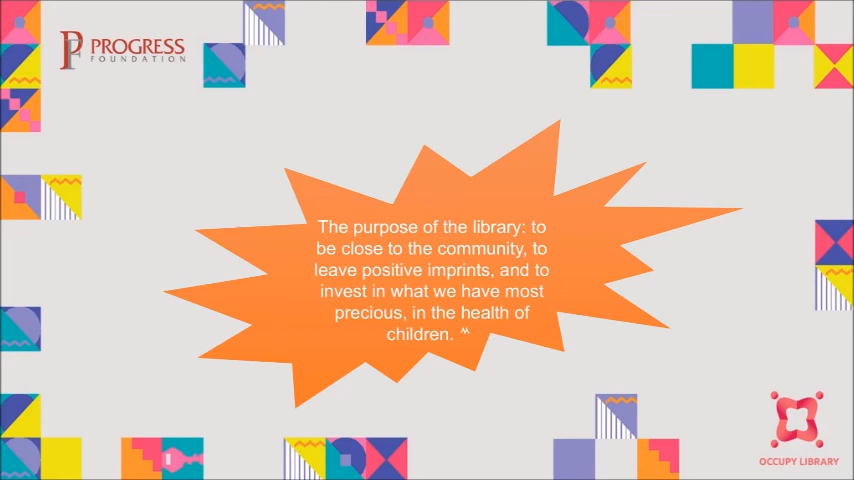 PROGRESS
FOUNDATION
The purpose of the library: to
be close to the community, to
leave positive imprints, and to
invest in what we have most
precious, in the health of
children. ʺ
OCCUPY LIBRARY